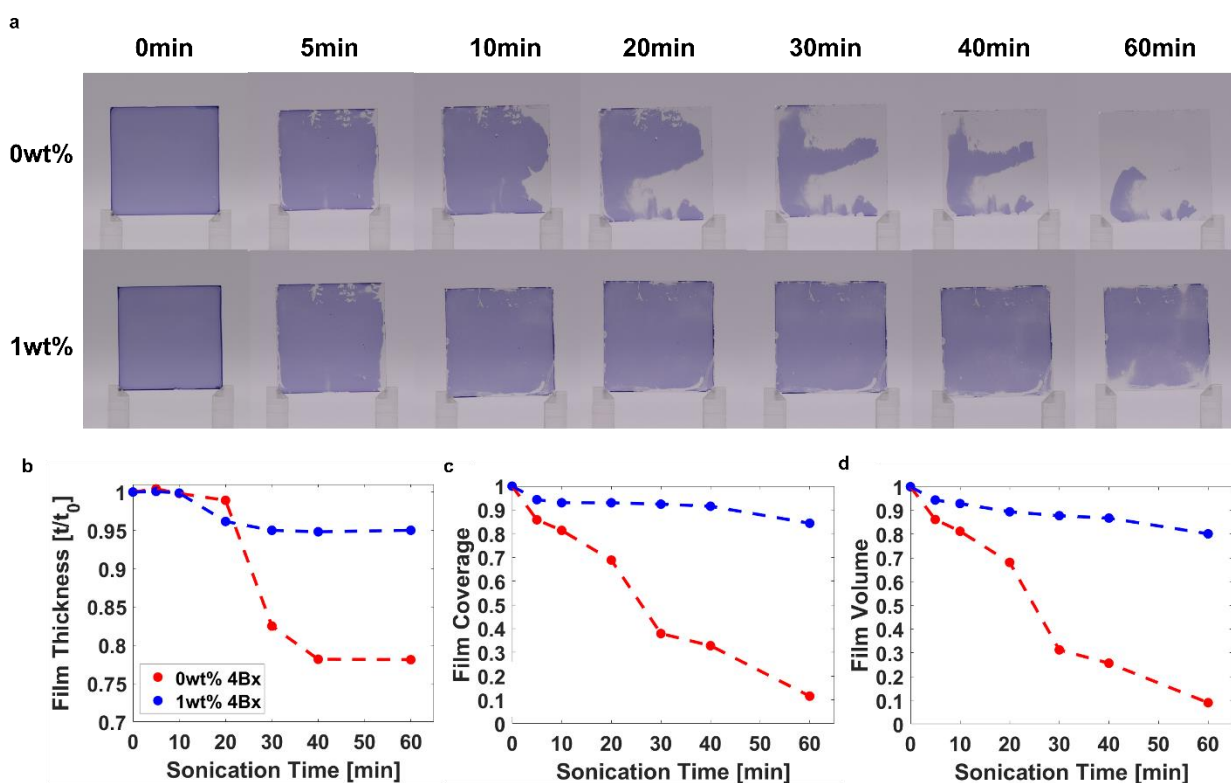 a
0min 5min 10min 20min 30min 40min 60min
0wt%
1wt%
b
Film Thickness [t/t0]
1
0.95
0.9
0.85
0.8
0.75
0.7
0wt% 4Bx
1wt% 4Bx
0 10 20 30 40 50 60
Sonication Time [min]
c
Film Coverage
1
0.9
0.8
0.7
0.6
0.5
0.4
0.3
0.2
0.1
0
0 10 20 30 40 50 60
Sonication Time [min]
d
Film Volume
1
0.9
0.8
0.7
0.6
0.5
0.4
0.3
0.2
0.1
0
0 10 20 30 40 50 60
Sonication Time [min]